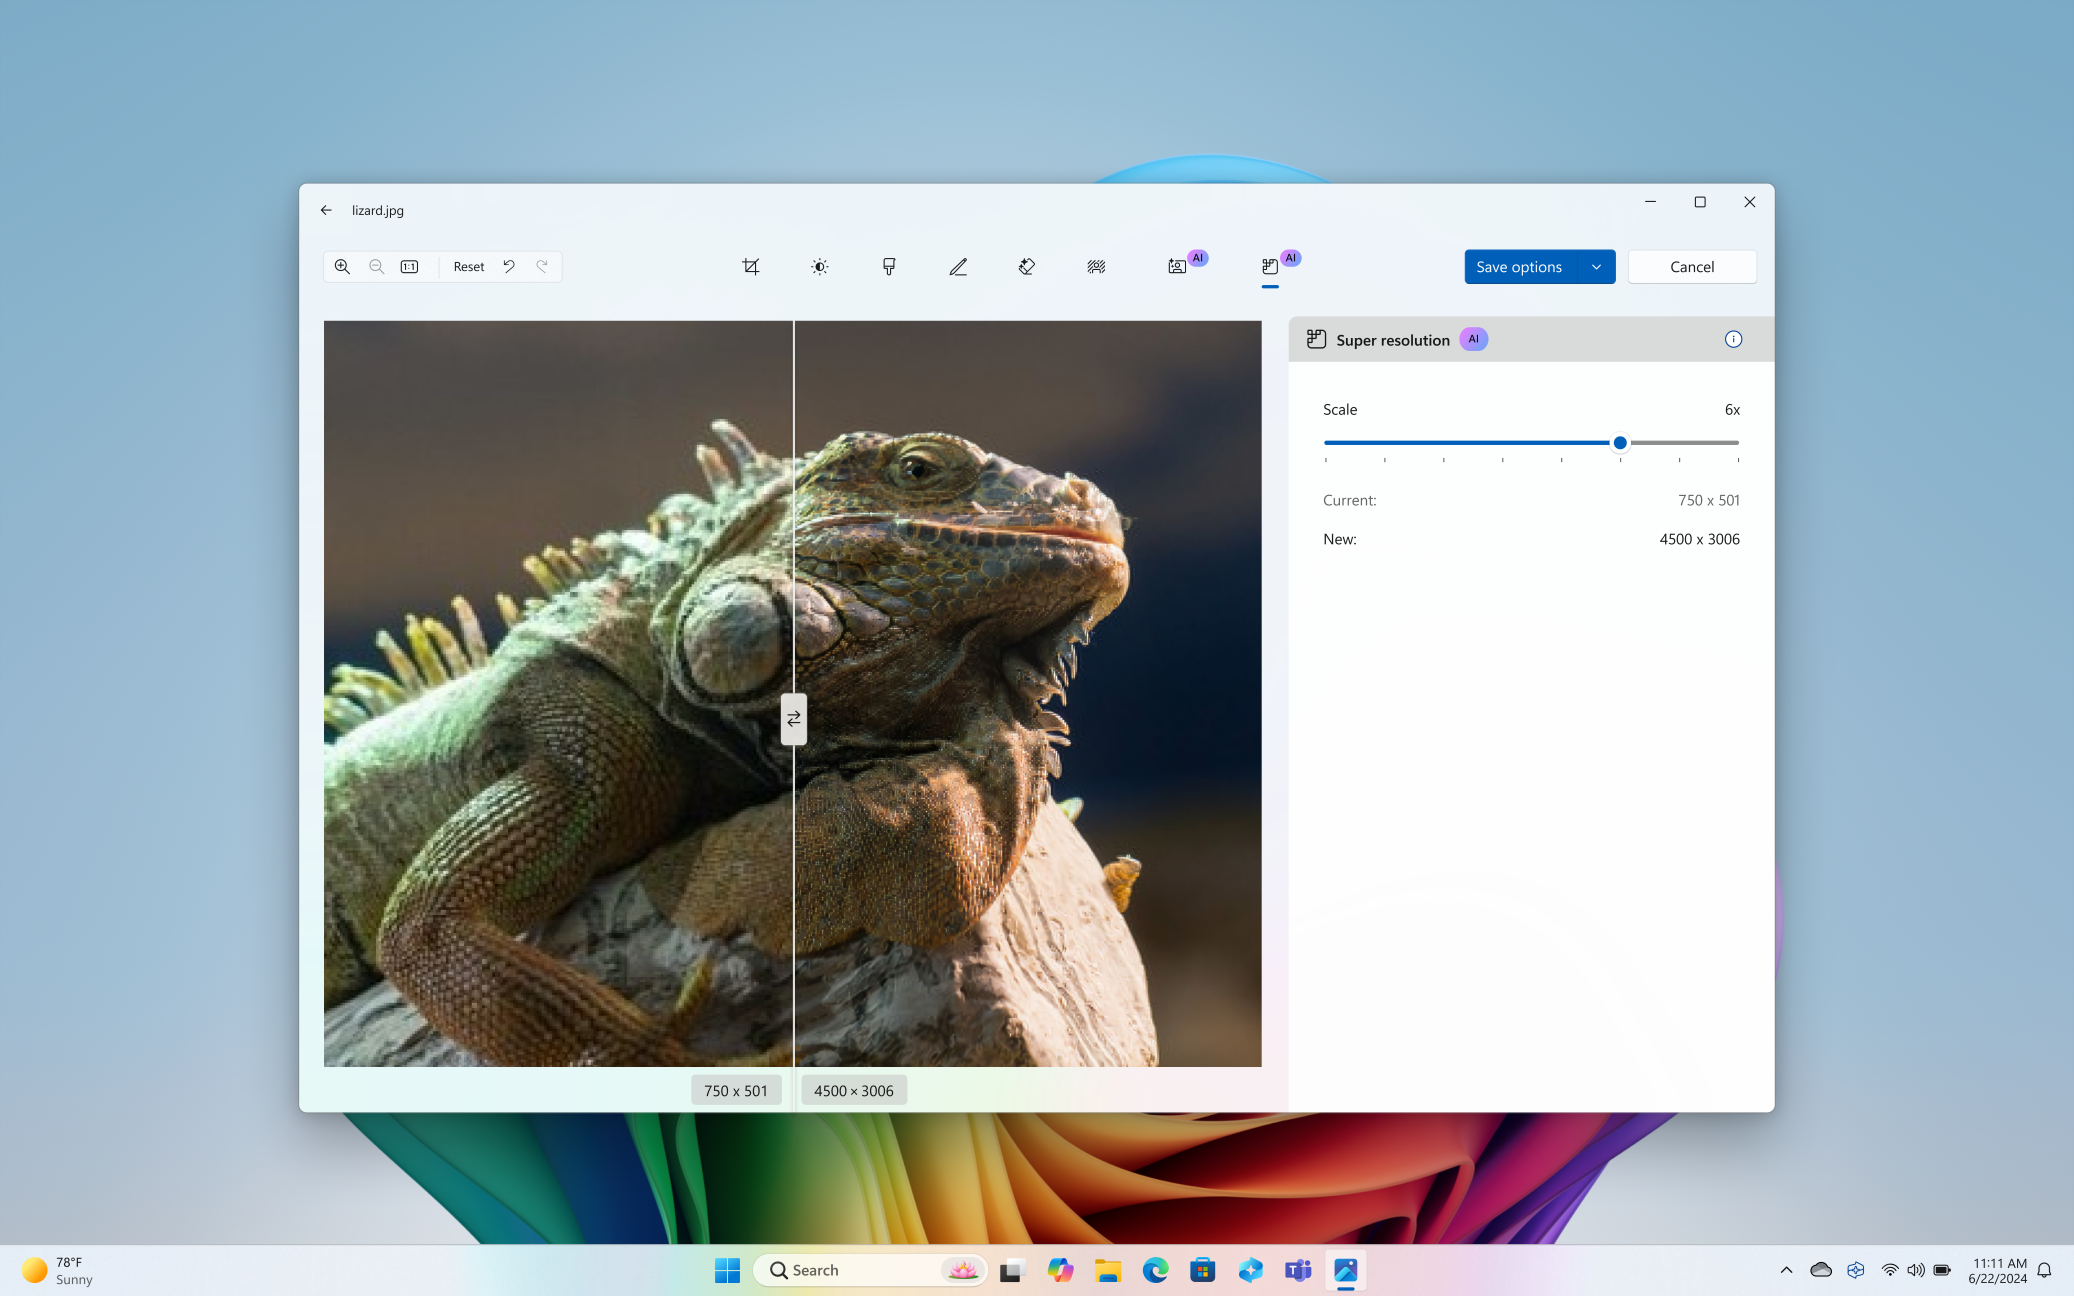 lizard.jpg
1:1
Reset
AI
AI
Save options
Cancel
Super resolution AI
Scale 6x
Current: 750 x 501
New: 4500 x 3006
750 x 501
4500 × 3006
78°F
Sunny
Search
11:11 AM
6/22/2024